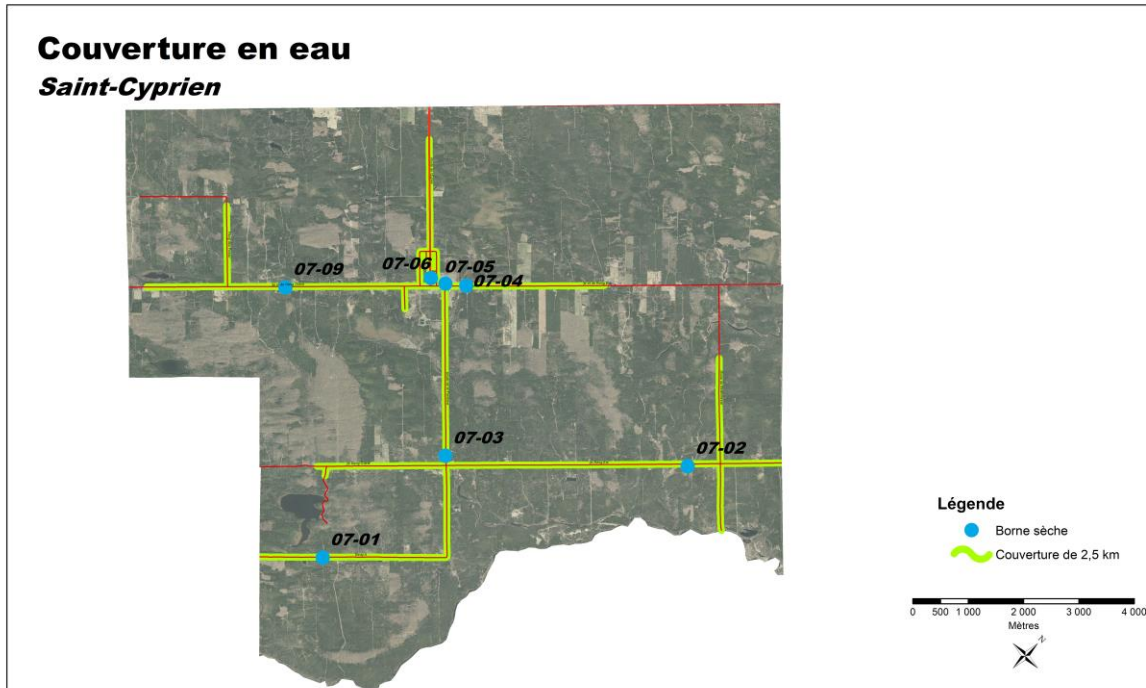 Couverture en eau
Saint-Cyprien
07-09
07-06
07-05
07-04
07-03
07-02
07-01
Légende
Borne sèche
Couverture de 2,5 km
0 500 1 000 2 000 3 000 4 000
Mètres
N